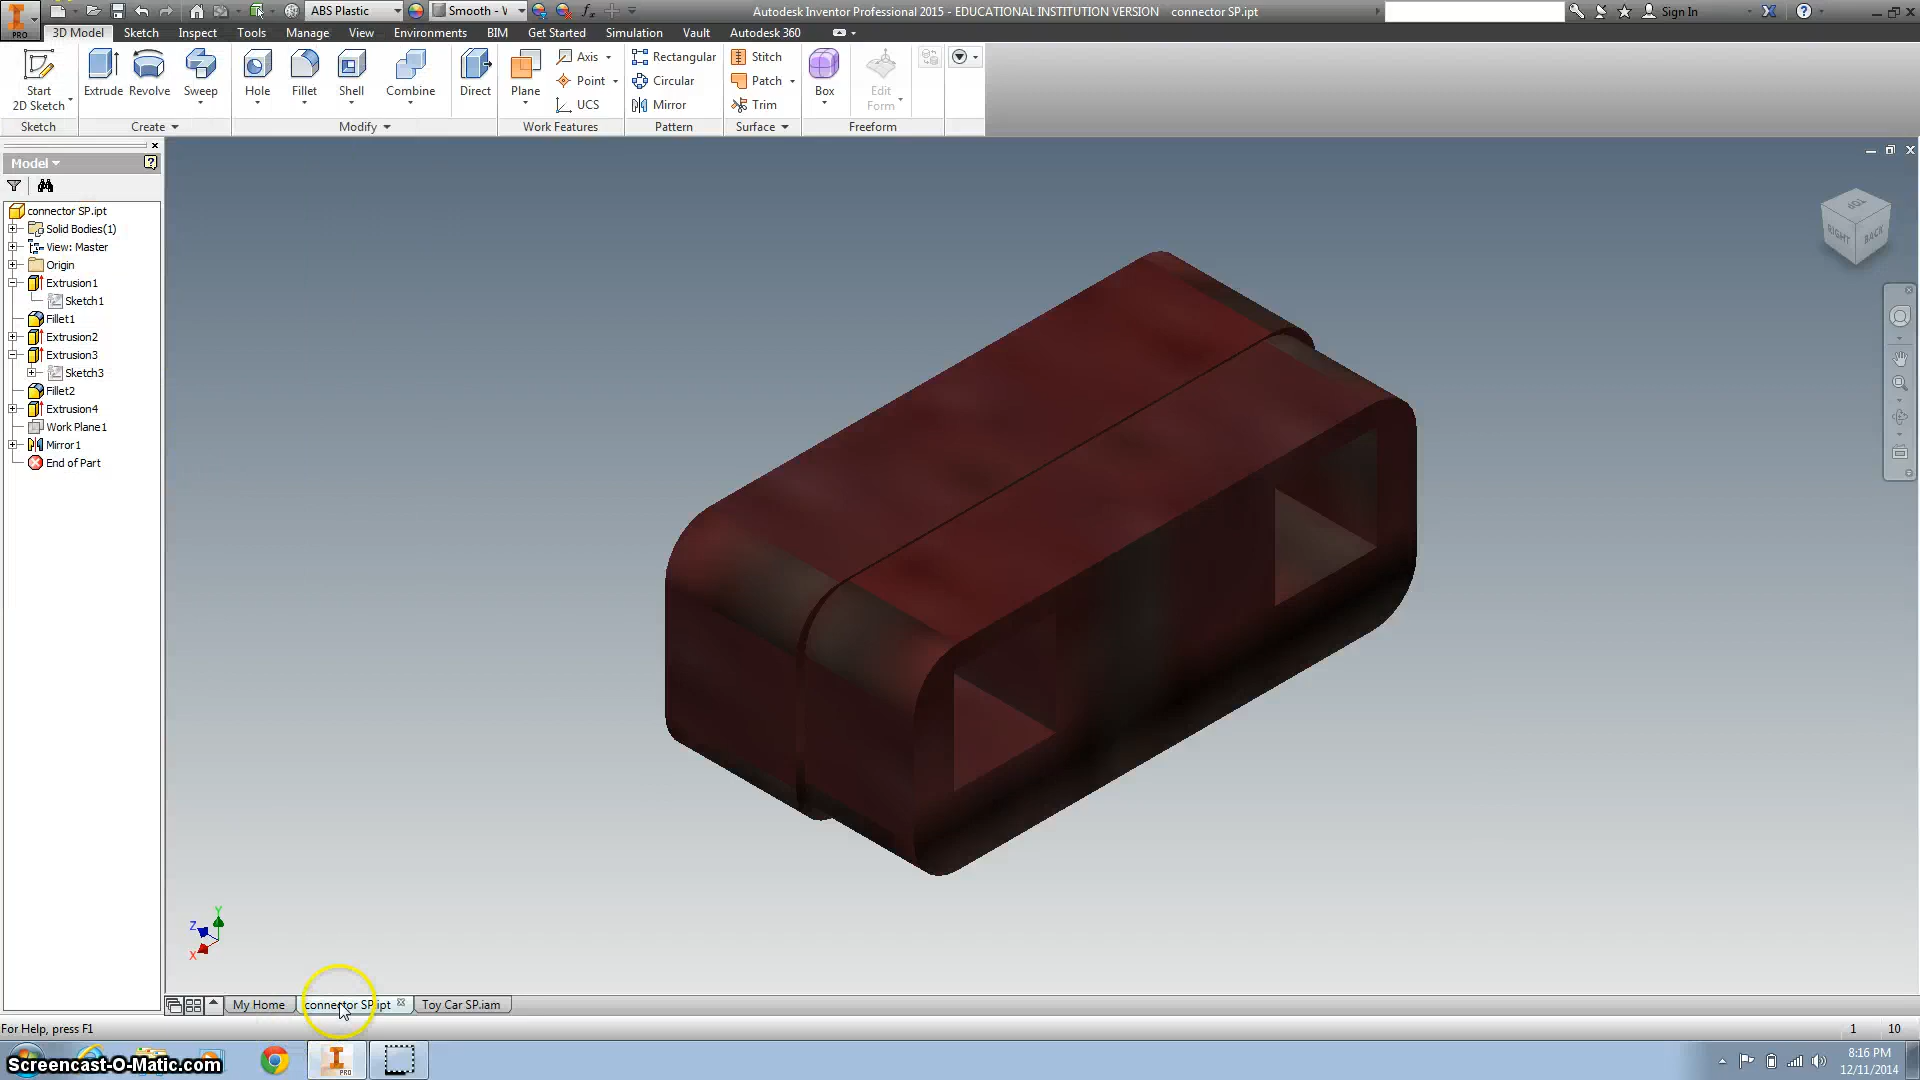 ABS Plastic
Smooth - V
Autodesk Inventor Professional 2015 - EDUCATIONAL INSTITUTION VERSION connector SP.ipt
Sign In
PRO
3D Model Sketch Inspect Tools Manage View Environments BIM Get Started Simulation Vault Autodesk 360
Start
2D Sketch
Extrude Revolve Sweep
Hole Fillet Shell Combine
Direct
Plane
Axis
Point
UCS
Rectangular
Circular
Mirror
Stitch
Patch
Trim
Box
Edit
Form
Sketch Create Modify Work Features Pattern Surface Freeform
Model
connector SP.ipt
Solid Bodies(1)
View: Master
Origin
Extrusion1
Sketch1
Fillet1
Extrusion2
Extrusion3
Sketch3
Fillet2
Extrusion4
Work Plane1
Mirror1
End of Part
TOP
RIGHT
BACK
Y
Z
X
My Home connector SP.ipt Toy Car SP.iam
For Help, press F1
1 10
PRO
Screencast-O-Matic.com
8:16 PM
12/11/2014